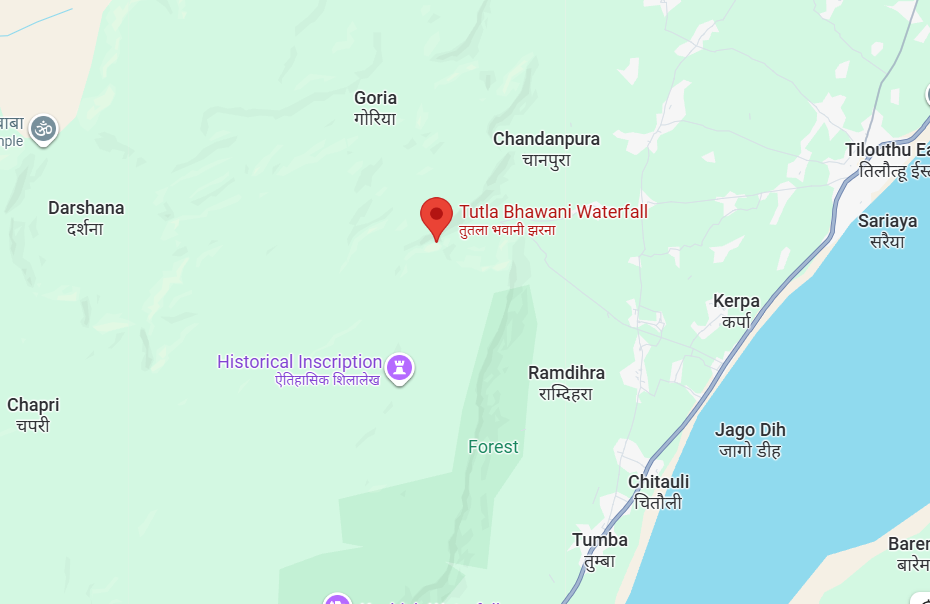 Goria
गोरिया
Chandanpura
चानपुरा
बाबा
Tilouthu Ea
तिलौत्हू ईस्ट
Darshana
दर्शना
Tutla Bhawani Waterfall
तुतला भवानी झरना
Sariaya
सरैया
Kerpa
कर्पा
Historical Inscription
ऐतिहासिक शिलालेख
Ramdihra
राम्दिहरा
Chapri
चपरी
Jago Dih
जागो डीह
Forest
Chitauli
चितौली
Tumba
तुम्बा
Barem
बारेम